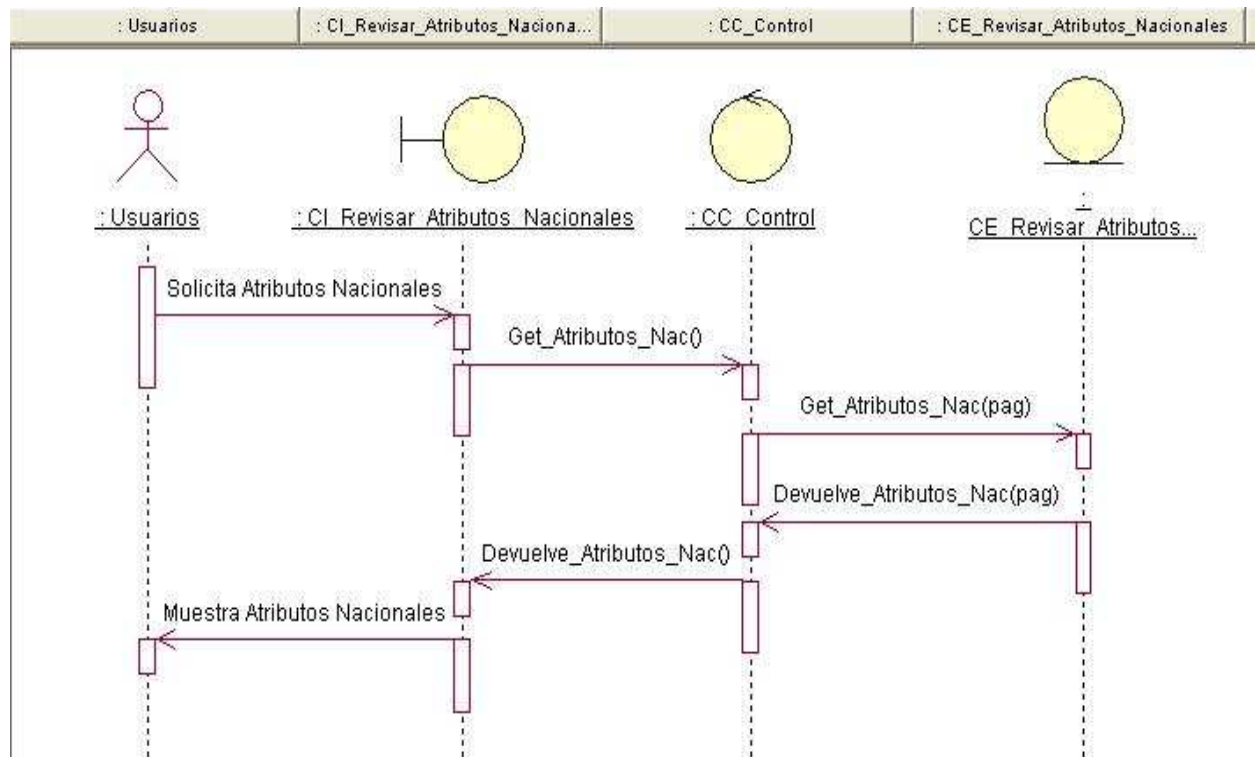 : Usuarios
: CI_Revisar_Atributos_Naciona...
: CC_Control
: CE_Revisar_Atributos_Nacionales
: Usuarios
: CI_Revisar_Atributos_Nacionales
: CC_Control
:
CE_Revisar_Atributos...
Solicita Atributos Nacionales
Get_Atributos_Nac()
Get_Atributos_Nac(pag)
Devuelve_Atributos_Nac(pag)
Devuelve_Atributos_Nac()
Muestra Atributos Nacionales